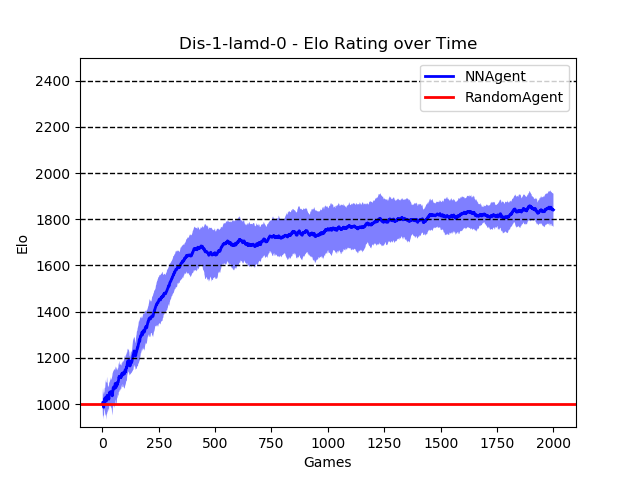 Dis-1-lamd-0 - Elo Rating over Time
NNAgent
RandomAgent
2400
2200
2000
1800
1600
1400
1200
1000
Elo
0 250 500 750 1000 1250 1500 1750 2000
Games